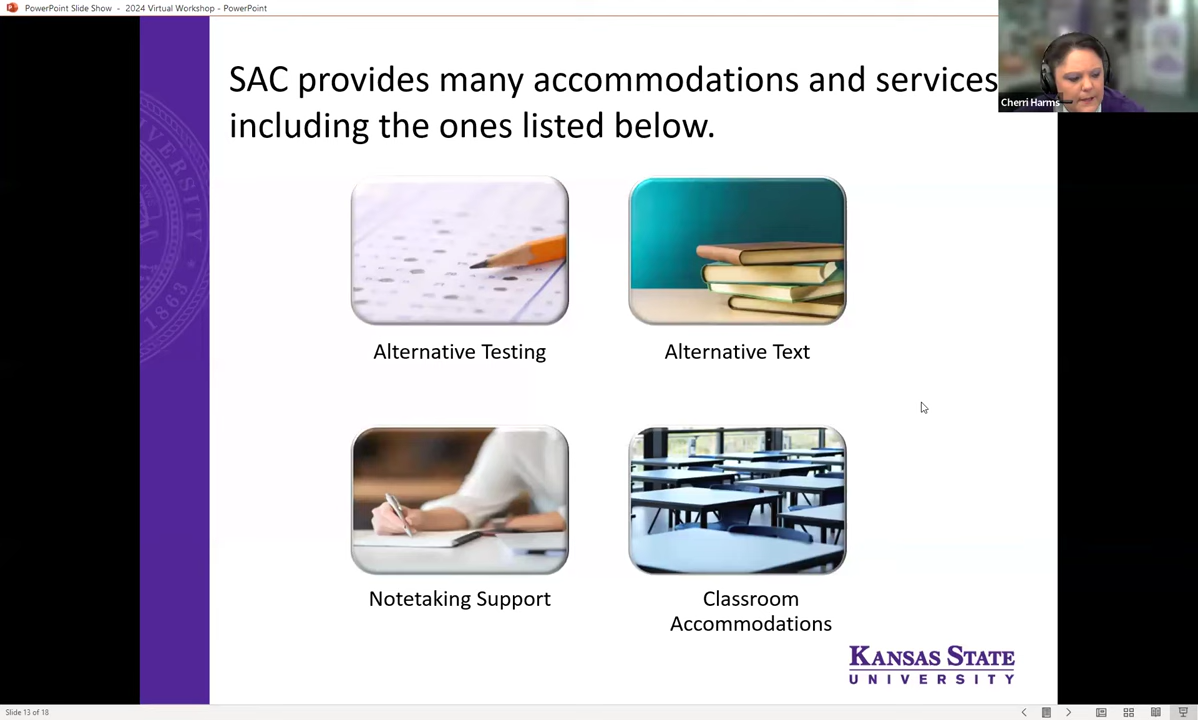 PowerPoint Slide Show - 2024 Virtual Workshop - PowerPoint
SAC provides many accommodations and services
including the ones listed below.
Cherri Harms
Alternative Testing
Alternative Text
Notetaking Support
Classroom
Accommodations
KANSAS STATE
UNIVERSITY
1863
Slide 13 of 18